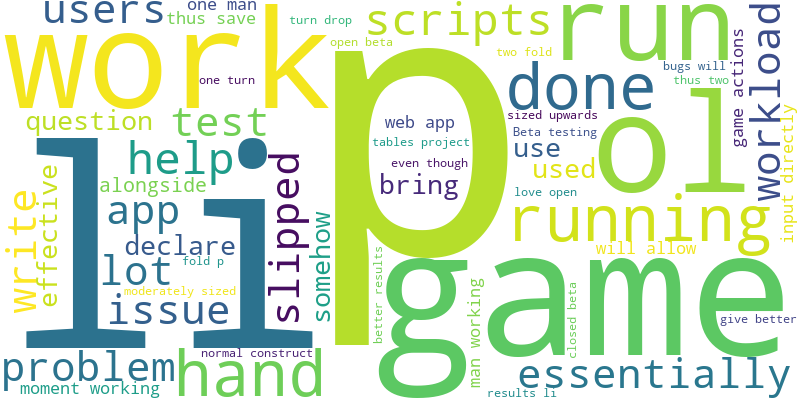 users
one man
thus save
turn drop
scripts
run
open beta
two fold
work
one turn
bugs will
thus two
done
workload
game actions
question
test
web app
sized upwards
Beta testing
tables project
ol
help
even though
use
li
p
slipped
bring
used
love open
input directly
alongside
app
running
write
effective
declare
somehow
will allow
lot
fold p
better results
game
moderately sized
issue
man working
closed beta
give better
problem
normal construct
hand
essentially
moment working
results li